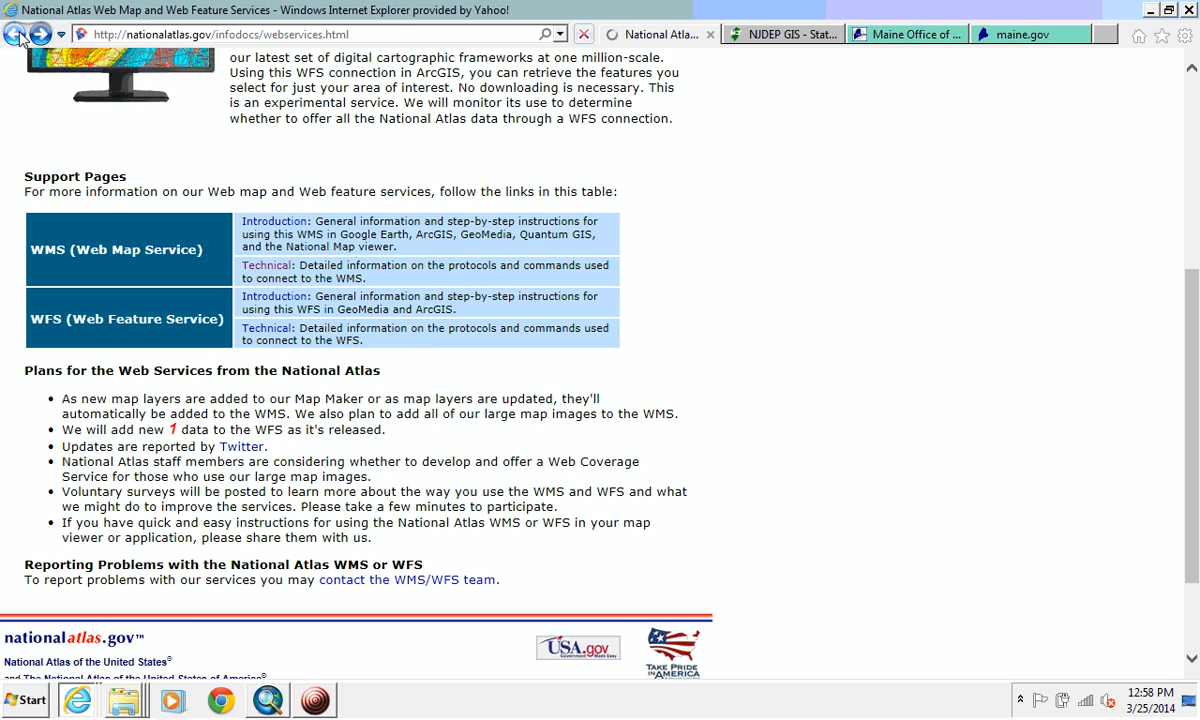 National Atlas Web Map and Web Feature Services - Windows Internet Explorer provided by Yahoo!
http://nationalatlas.gov/infodocs/webservices.html
National Atla...
NJDEP GIS - Stat...
Maine Office of ...
maine.gov
our latest set of digital cartographic frameworks at one million-scale.
Using this WFS connection in ArcGIS, you can retrieve the features you
select for just your area of interest. No downloading is necessary. This
is an experimental service. We will monitor its use to determine
whether to offer all the National Atlas data through a WFS connection.
Support Pages
For more information on our Web map and Web feature services, follow the links in this table:
WMS (Web Map Service)
Introduction: General information and step-by-step instructions for
using this WMS in Google Earth, ArcGIS, GeoMedia, Quantum GIS,
and the National Map viewer.
Technical: Detailed information on the protocols and commands used
to connect to the WMS.
WFS (Web Feature Service)
Introduction: General information and step-by-step instructions for
using this WFS in GeoMedia and ArcGIS.
Technical: Detailed information on the protocols and commands used
to connect to the WFS.
Plans for the Web Services from the National Atlas
• As new map layers are added to our Map Maker or as map layers are updated, they'll
automatically be added to the WMS. We also plan to add all of our large map images to the WMS.
• We will add new 1 data to the WFS as it's released.
• Updates are reported by Twitter.
• National Atlas staff members are considering whether to develop and offer a Web Coverage
Service for those who use our large map images.
• Voluntary surveys will be posted to learn more about the way you use the WMS and WFS and what
we might do to improve the services. Please take a few minutes to participate.
• If you have quick and easy instructions for using the National Atlas WMS or WFS in your map
viewer or application, please share them with us.
Reporting Problems with the National Atlas WMS or WFS
To report problems with our services you may contact the WMS/WFS team.
nationalatlas.gov™
USA.gov
Government Made Easy
TAKE PRIDE
IN AMERICA
National Atlas of the United States®
and The National Atlas of the United States of America®
Start
12:58 PM
3/25/2014